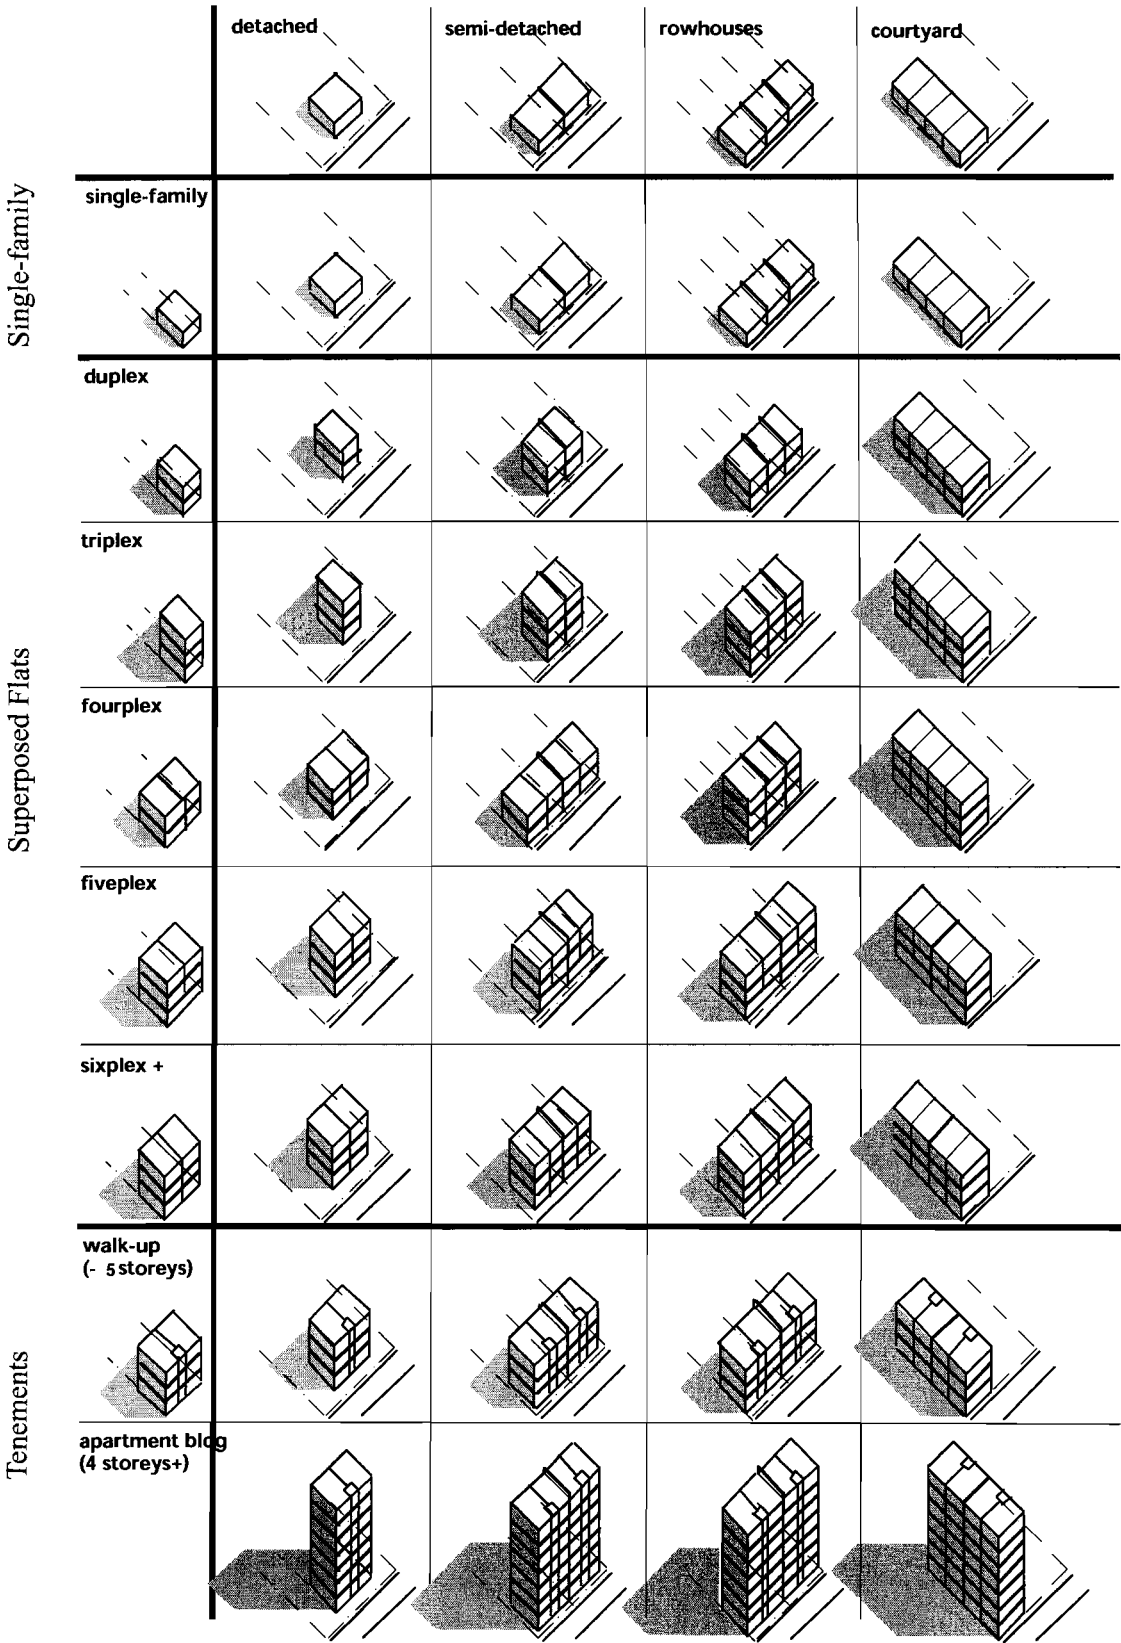 detached
semi-detached
rowhouses
courtyard
Single-family
single-family
Superposed Flats
duplex
triplex
fourplex
fiveplex
sixplex +
Tenements
walk-up
(- 5 storeys)
apartment blog
(4 storeys+)